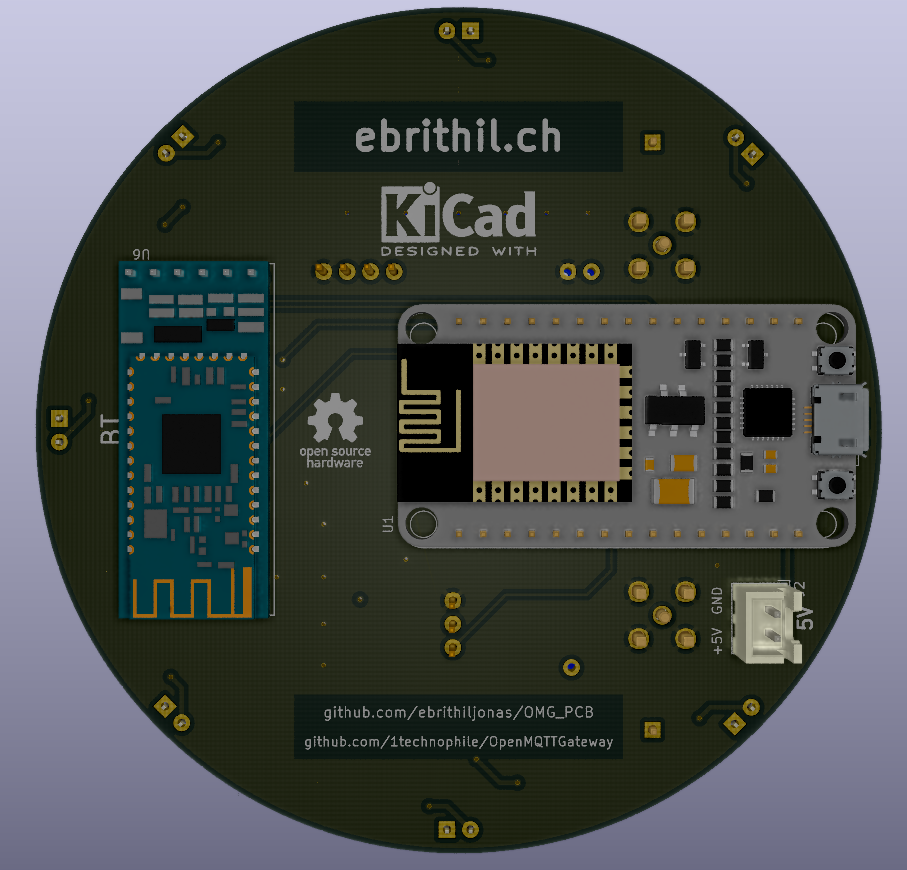 ebrithil.ch
KiCad
DESIGNED WITH
U6
BT
open source
hardware
U1
GND
+5V
5V
github.com/ebrithiljonas/OMG_PCB
github.com/1technophile/OpenMQTTGateway